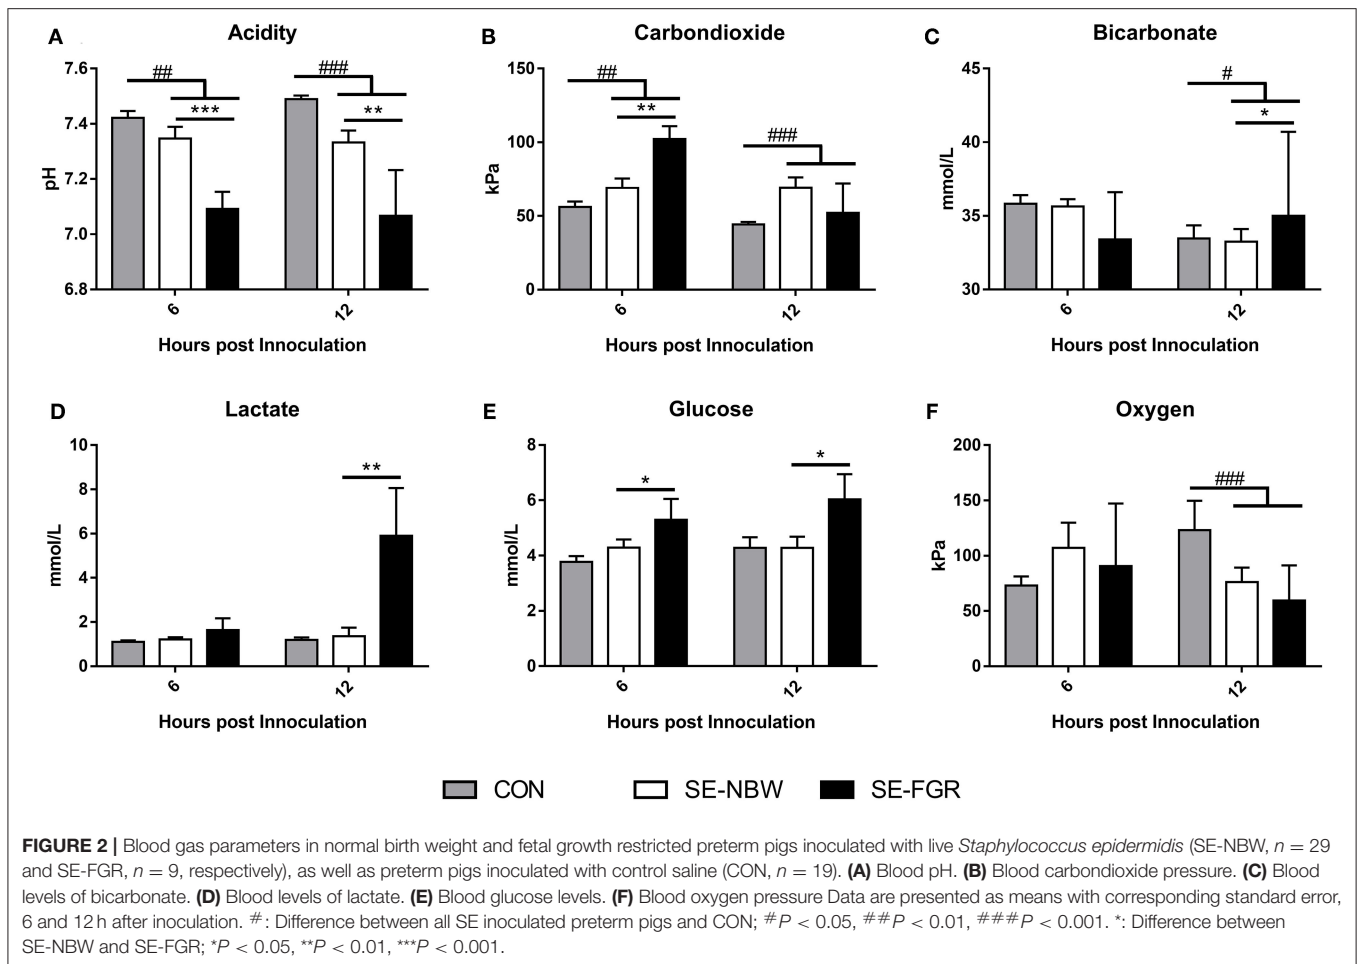 A Acidity
##
###
***
**
7.6
7.4
7.2
7.0
6.8
pH
6
12
Hours post Innoculation
B Carbondioxide
##
**
###
150
100
50
0
kPa
6
12
Hours post Innoculation
C Bicarbonate
#
*
45
40
35
30
mmol/L
6
12
Hours post Innoculation
D Lactate
**
10
8
6
4
2
0
mmol/L
6
12
Hours post Innoculation
E Glucose
*
*
8
6
4
2
0
mmol/L
6
12
Hours post Innoculation
F Oxygen
###
200
150
100
50
0
kPa
6
12
Hours post Innoculation
CON SE-NBW SE-FGR
FIGURE 2 | Blood gas parameters in normal birth weight and fetal growth restricted preterm pigs inoculated with live Staphylococcus epidermidis (SE-NBW, n = 29
and SE-FGR, n = 9, respectively), as well as preterm pigs inoculated with control saline (CON, n = 19). (A) Blood pH. (B) Blood carbondioxide pressure. (C) Blood
levels of bicarbonate. (D) Blood levels of lactate. (E) Blood glucose levels. (F) Blood oxygen pressure Data are presented as means with corresponding standard error,
6 and 12 h after inoculation. #: Difference between all SE inoculated preterm pigs and CON; #P < 0.05, ##P < 0.01, ###P < 0.001. *: Difference between
SE-NBW and SE-FGR; *P < 0.05, **P < 0.01, ***P < 0.001.